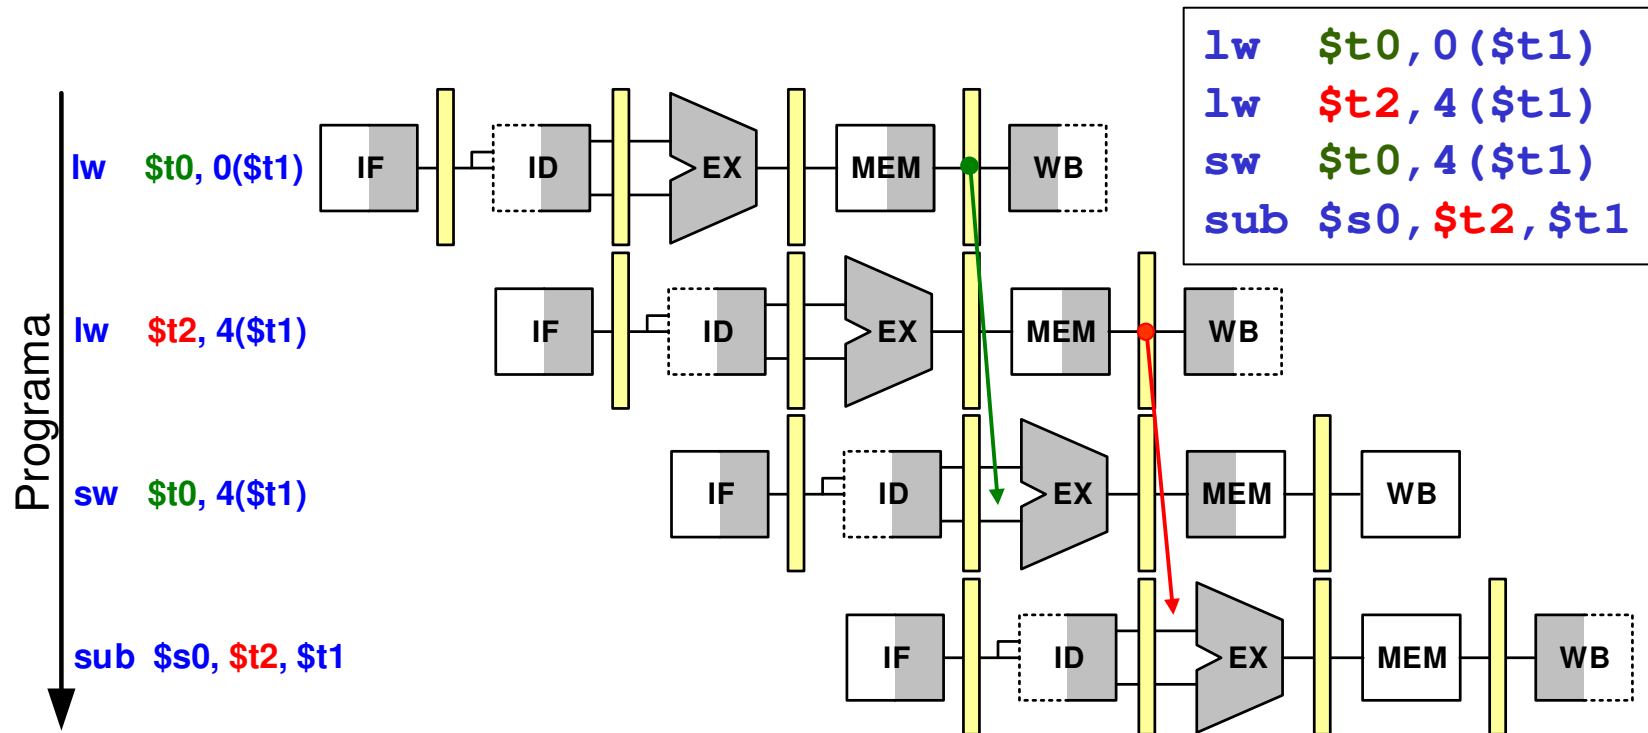 lw $t0,0($t1)
lw $t2,4($t1)
sw $t0,4($t1)
sub $s0,$t2,$t1
Programa
lw $t0, 0($t1) IF ID EX MEM WB
lw $t2, 4($t1) IF ID EX MEM WB
sw $t0, 4($t1) IF ID EX MEM WB
sub $s0, $t2, $t1 IF ID EX MEM WB